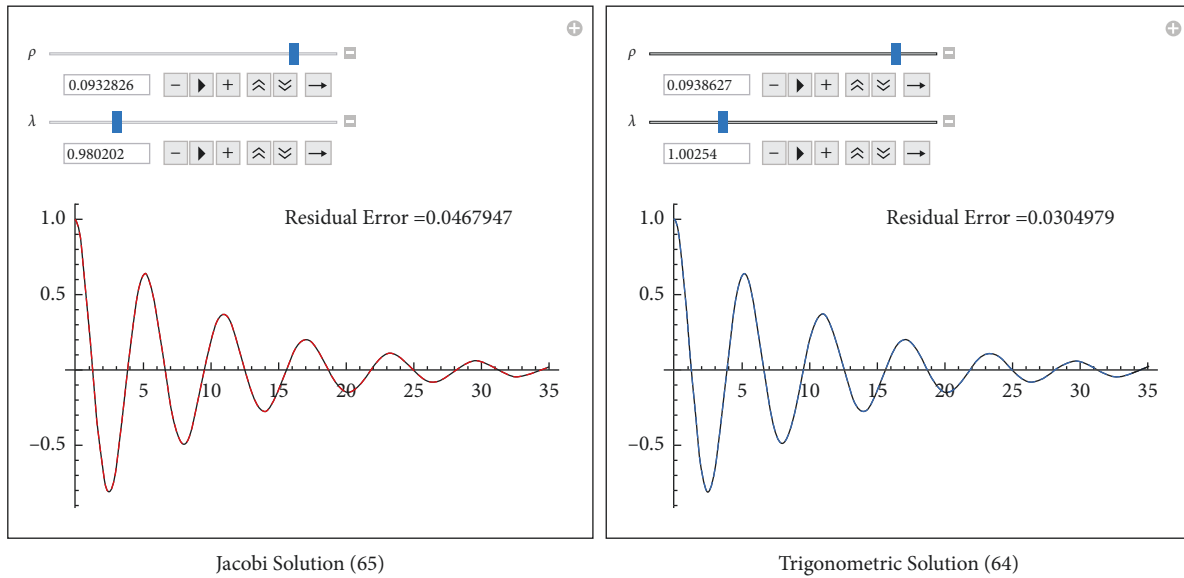 ρ
0.0932826
λ
0.980202
Residual Error =0.0467947
1.0
0.5
−0.5
5 10 15 20 25 30 35
Jacobi Solution (65)
ρ
0.0938627
λ
1.00254
Residual Error =0.0304979
1.0
0.5
−0.5
5 10 15 20 25 30 35
Trigonometric Solution (64)